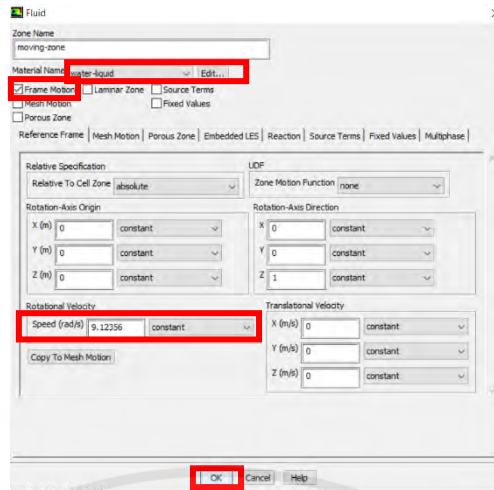 Fluid
Zone Name
moving-zone
Material Name water-liquid Edit...
Frame Motion Laminar Zone Source Terms
Mesh Motion Fixed Values
Porous Zone
Reference Frame Mesh Motion Porous Zone Embedded LES Reaction Source Terms Fixed Values Multiphase
Relative Specification UDF
Relative To Cell Zone absolute Zone Motion Function none
Rotation-Axis Origin Rotation-Axis Direction
X (m) 0 constant X 0 constant
Y (m) 0 constant Y 0 constant
Z (m) 0 constant Z 1 constant
Rotational Velocity Translational Velocity
Speed (rad/s) 9.12356 constant X (m/s) 0 constant
Copy To Mesh Motion Y (m/s) 0 constant
Z (m/s) 0 constant
OK Cancel Help